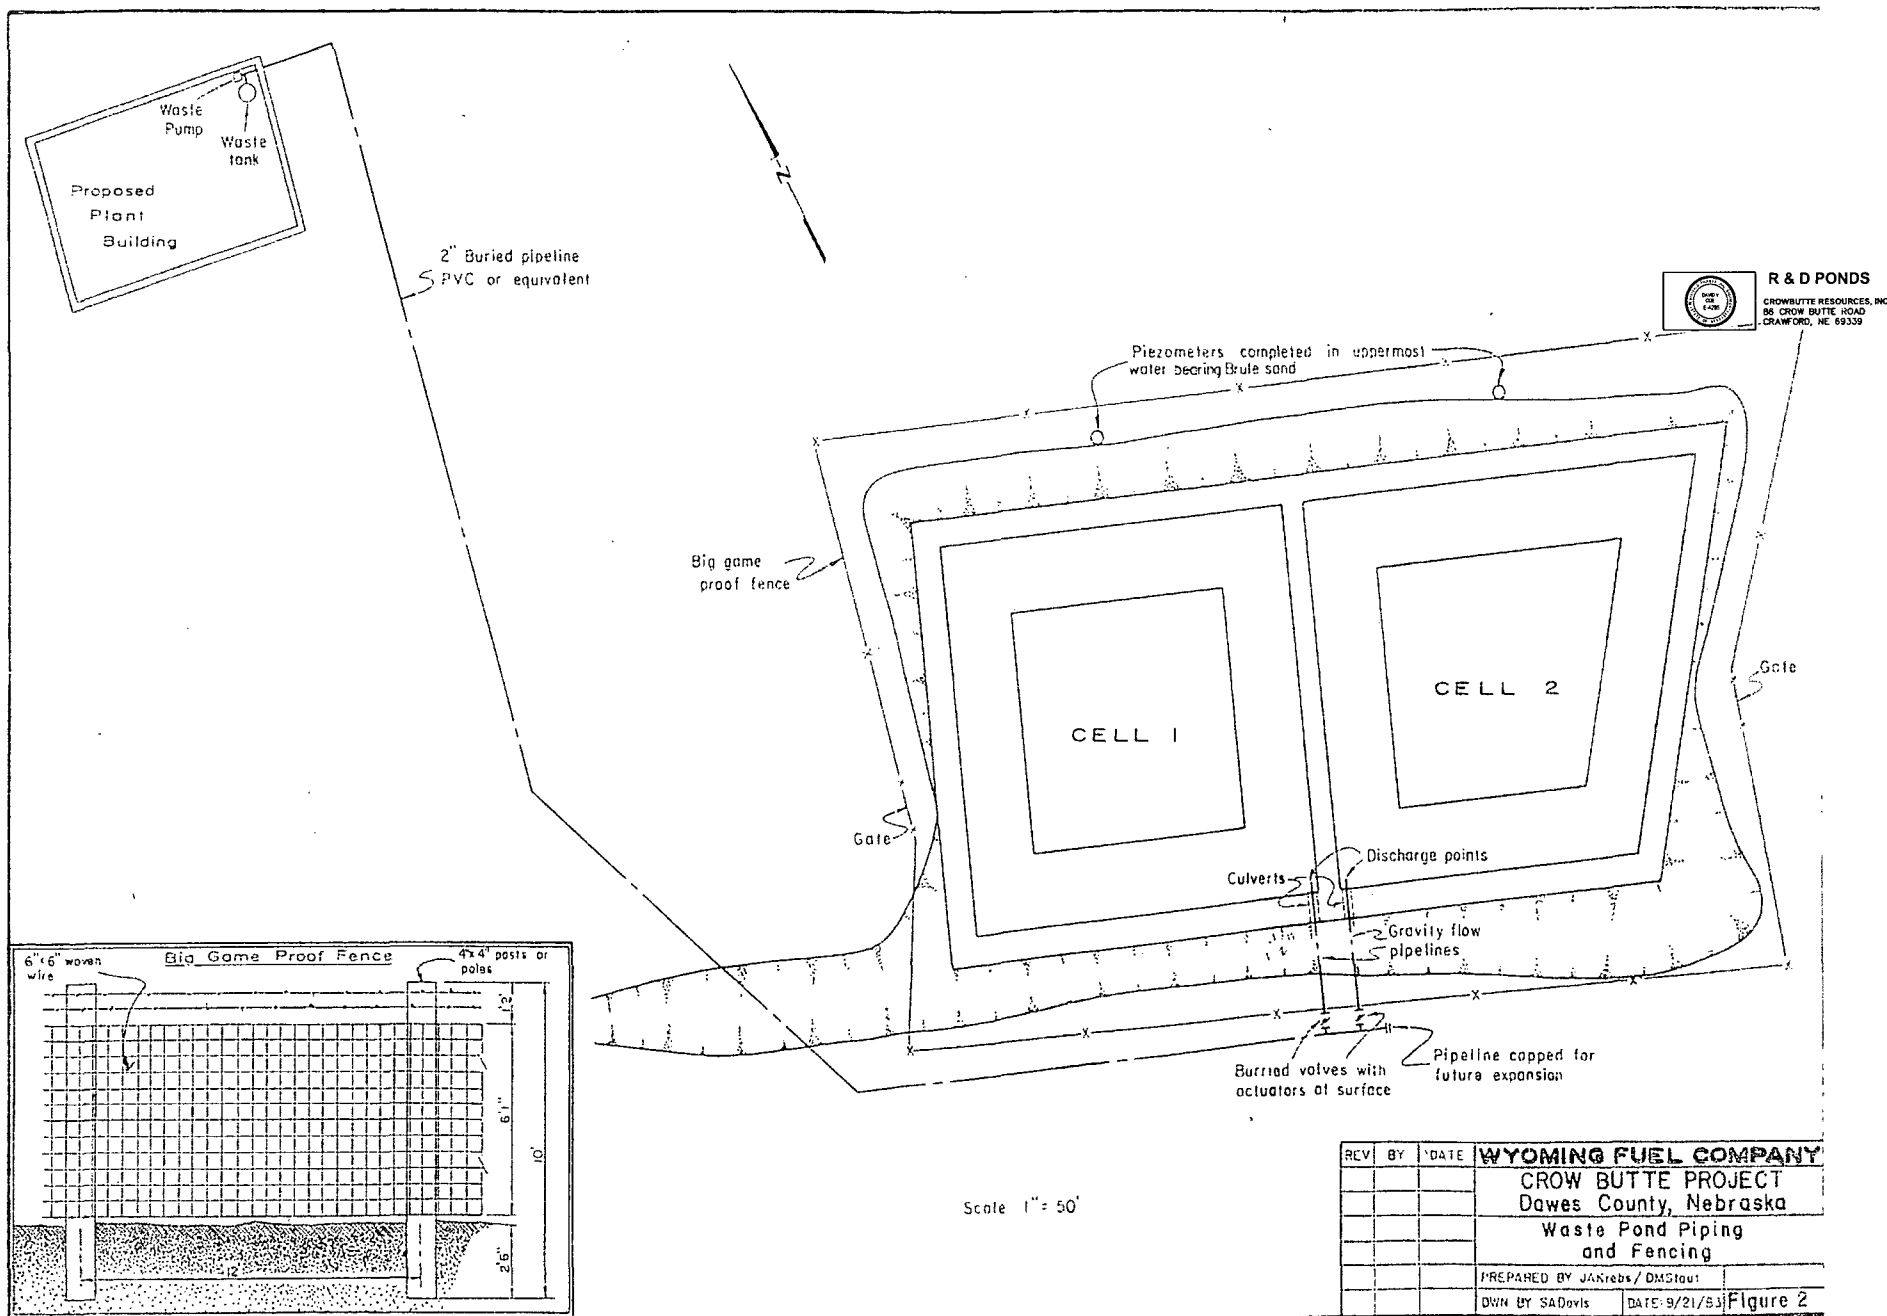 Waste
Pump
Waste
tank
Proposed
Plant
Building
2" Buried pipeline
PVC or equivalent
N
R & D PONDS
CROWBUTTE RESOURCES, INC
86 CROW BUTTE ROAD
CRAWFORD, NE 69339
Piezometers completed in uppermost
water bearing Brule sand
Big game
proof fence
Gate
CELL 1
CELL 2
Gate
Discharge points
Culverts
Gravity flow
pipelines
Burried valves with
actuators at surface
Pipeline capped for
future expansion
Big Game Proof Fence
6"x6" woven
wire
4"x4" posts or
poles
1'2"
6'1"
10'
2'6"
12'
Scale 1" = 50'
REV BY DATE
WYOMING FUEL COMPANY
CROW BUTTE PROJECT
Dawes County, Nebraska
Waste Pond Piping
and Fencing
PREPARED BY JAKrebs / DMStout
DWN BY SADavis DATE: 9/21/83 Figure 2